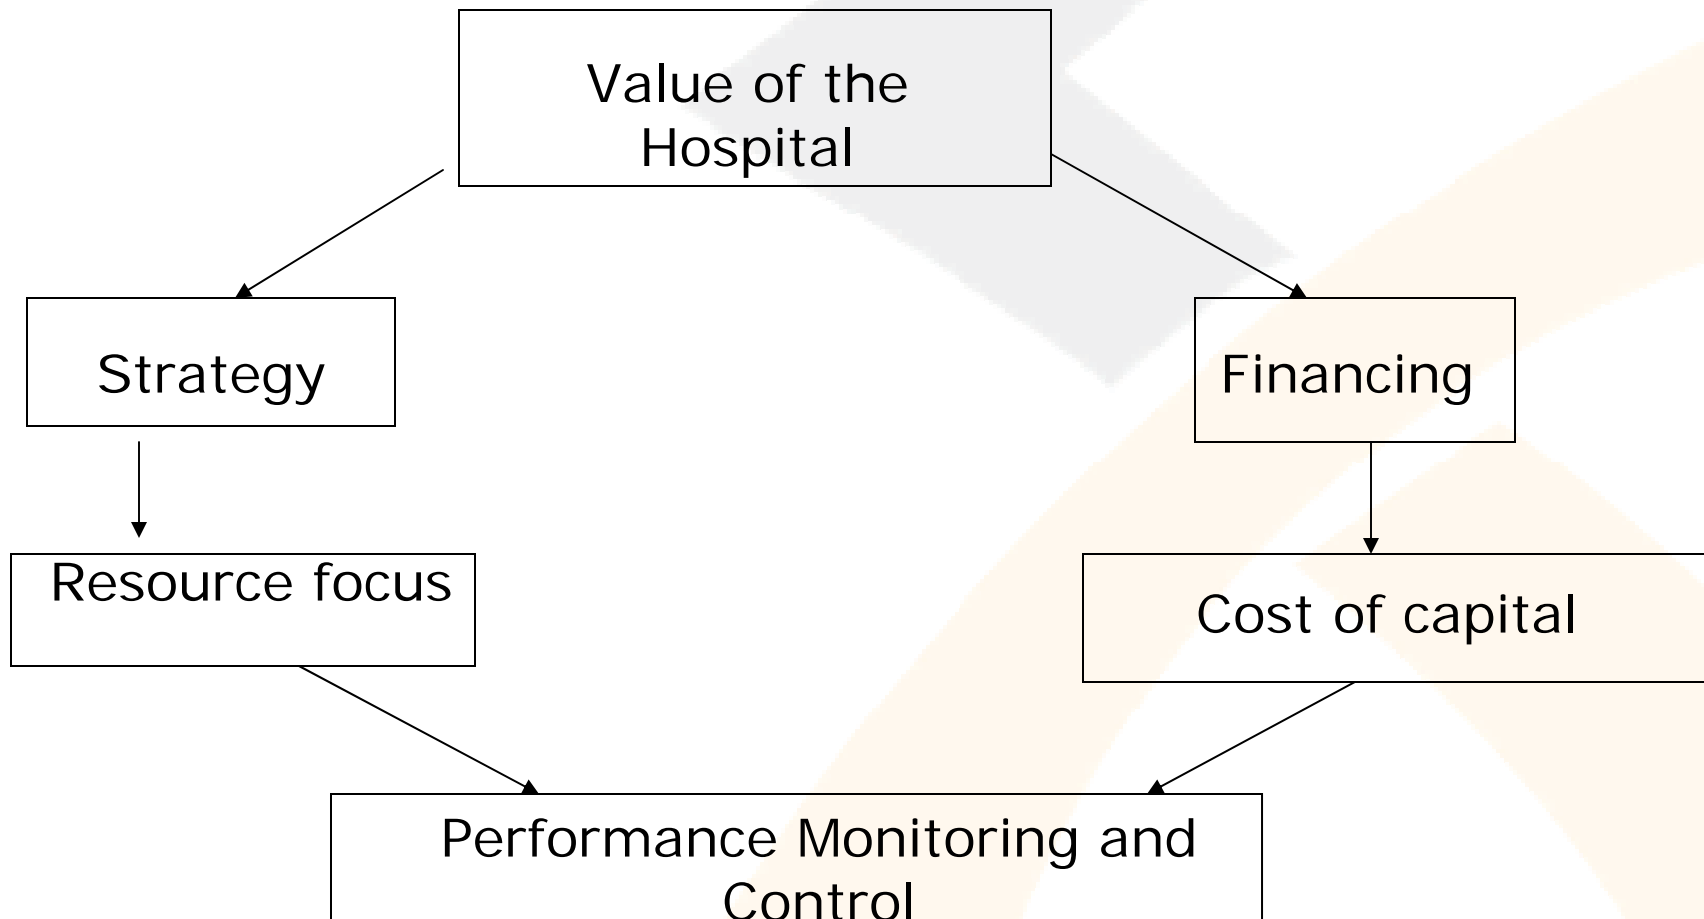 Value of the
Hospital
Strategy
Financing
Resource focus
Cost of capital
Performance Monitoring and
Control